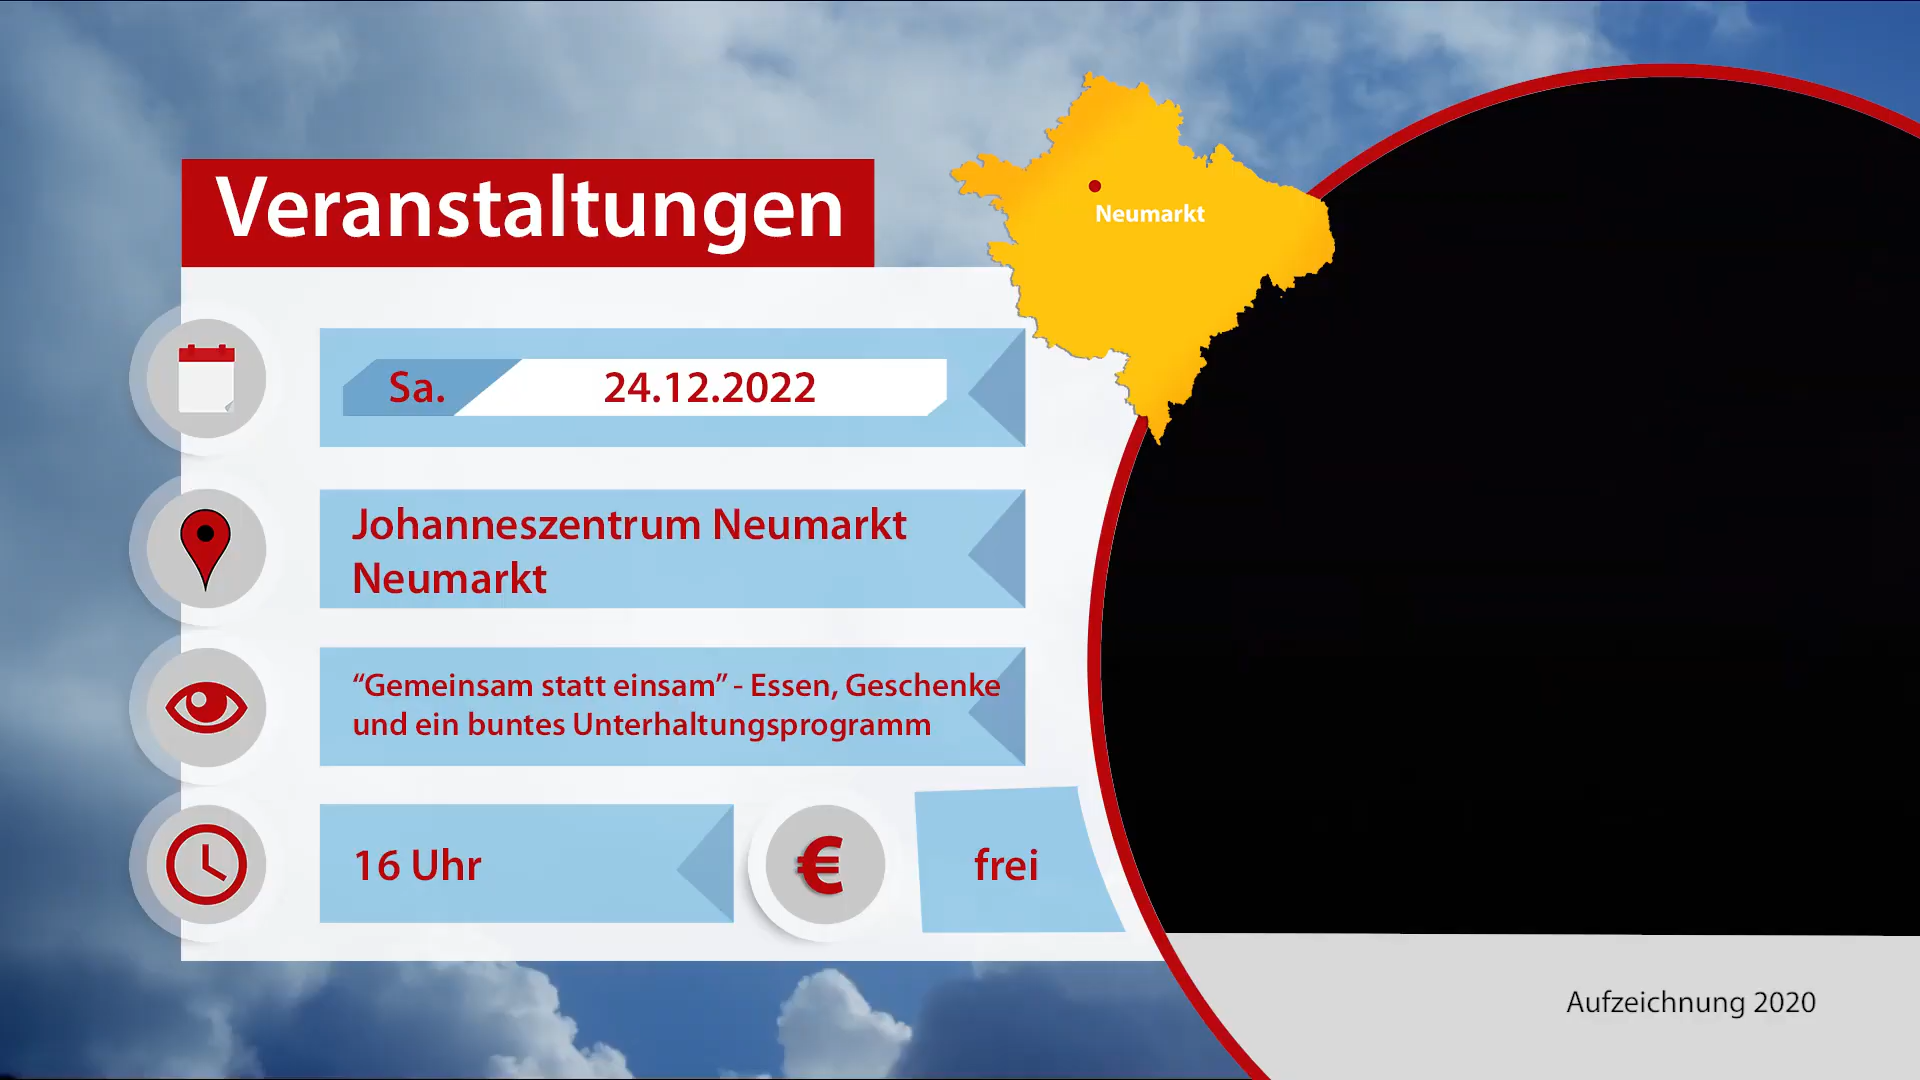 Veranstaltungen
Neumarkt
Sa. 24.12.2022
Johanneszentrum Neumarkt
Neumarkt
“Gemeinsam statt einsam” - Essen, Geschenke
und ein buntes Unterhaltungsprogramm
16 Uhr € frei
Aufzeichnung 2020